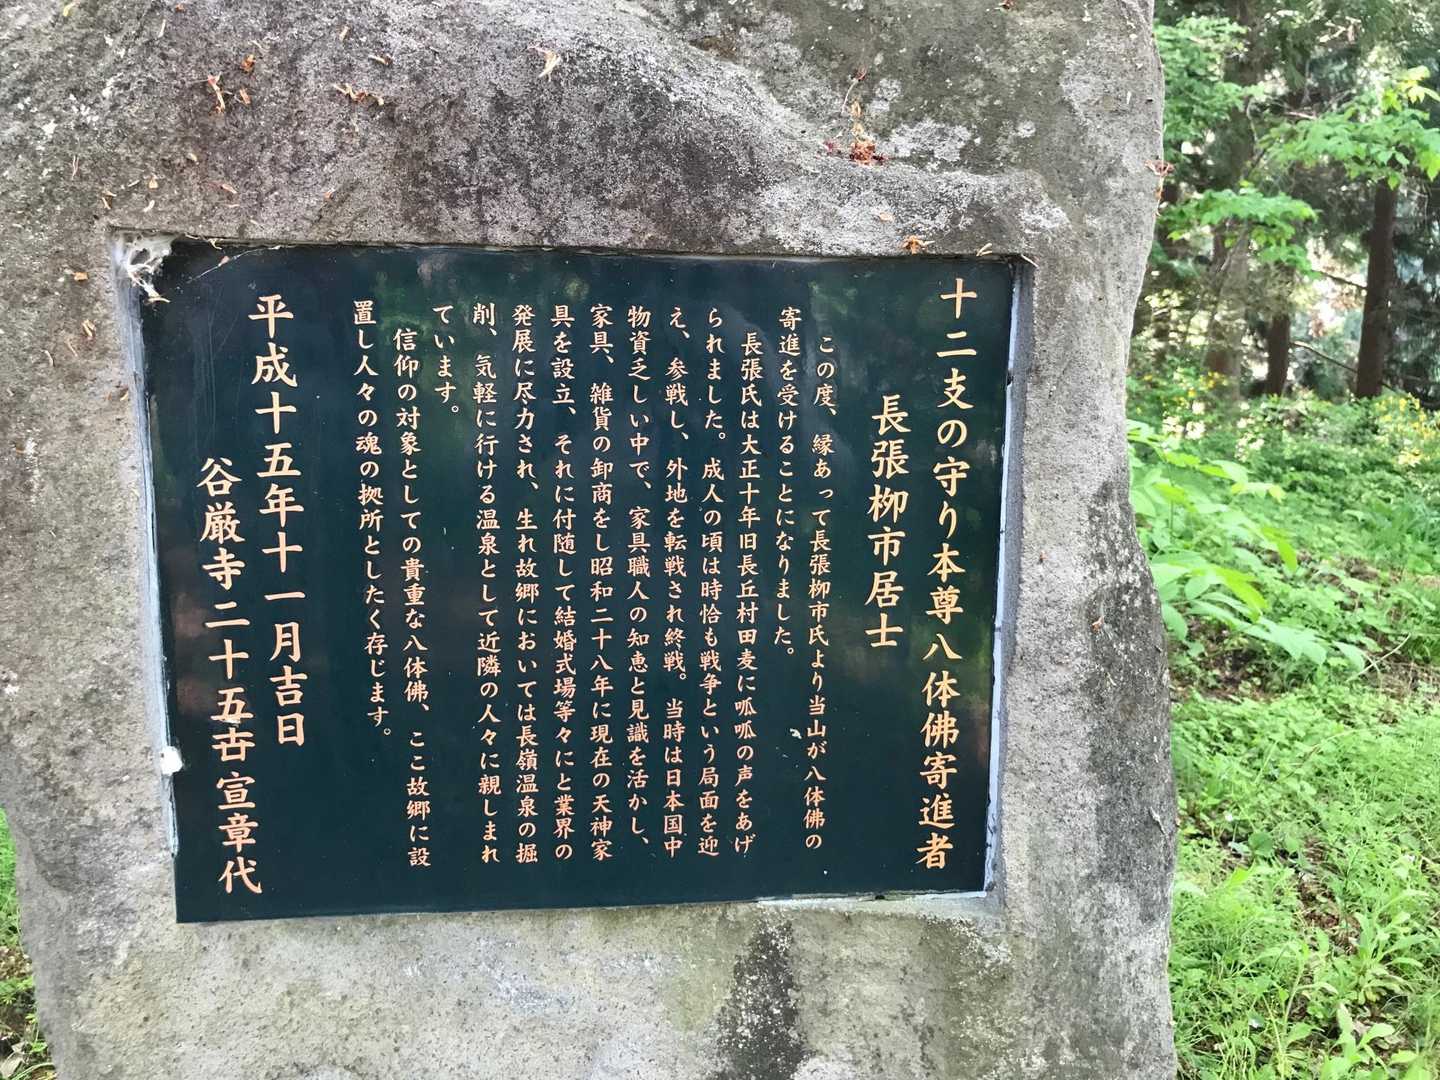 十二支の守り本尊八体佛寄進者
長張柳市居士
この度、縁あって長張柳市氏より当山が八体佛の
寄進を受けることになりました。
長張氏は大正十年旧長丘村田麦に呱呱の声をあげ
られました。成人の頃は時恰も戦争という局面を迎
え、参戦し、外地を転戦され終戦。当時は日本国中
物資乏しい中で、家具職人の知恵と見識を活かし、
家具、雑貨の卸商をし昭和二十八年に現在の天神家
具を設立、それに付随して結婚式場等々にと業界の
発展に尽力され、生れ故郷においては長嶺温泉の掘
削、気軽に行ける温泉として近隣の人々に親しまれ
ています。
信仰の対象としての貴重な八体佛、ここ故郷に設
置し人々の魂の拠所としたく存じます。
平成十五年十一月吉日
谷厳寺二十五世宣章代